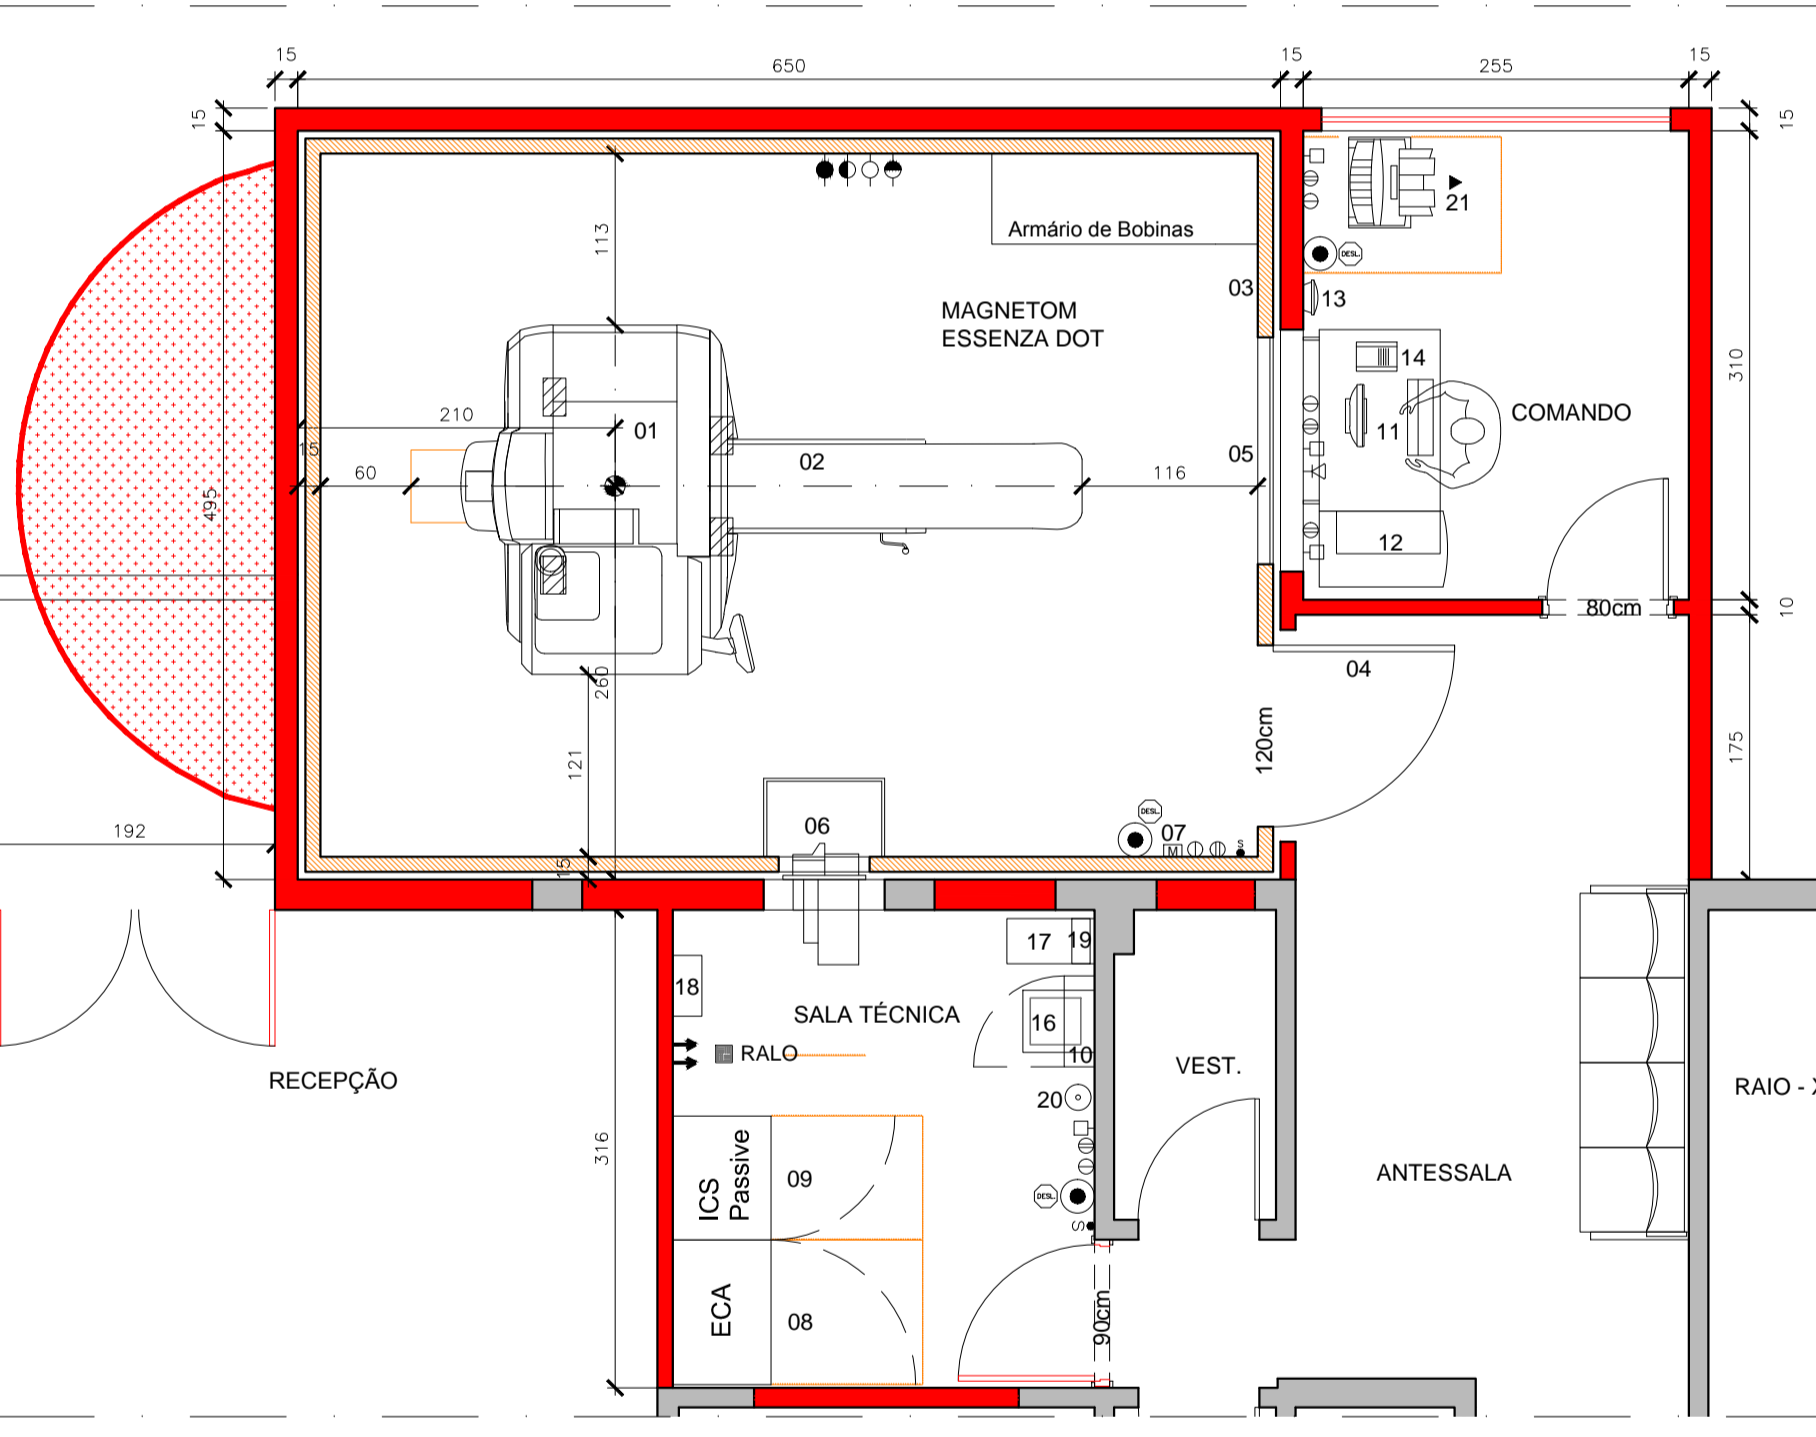 15
650
15
255
15
15
15
21
DESL.
113
Armário de Bobinas
03
13
MAGNETOM
ESSENZA DOT
14
310
COMANDO
210
01
11
15
02
05
60
116
495
12
10
80cm
04
260
120cm
175
121
192
06
DESL.
07
M
S
15
17
19
18
SALA TÉCNICA
16
RALO
10
VEST.
RECEPÇÃO
RAIO - X
20
316
ICS
Passive
09
ANTESSALA
DESL.
S
ECA
08
90cm